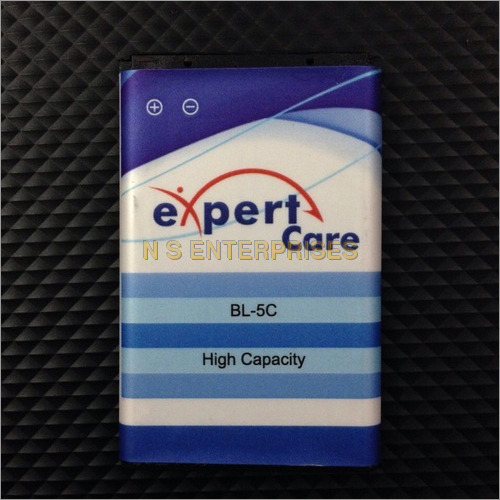 + -
expert
Care
N S ENTERPRISES
BL-5C
High Capacity